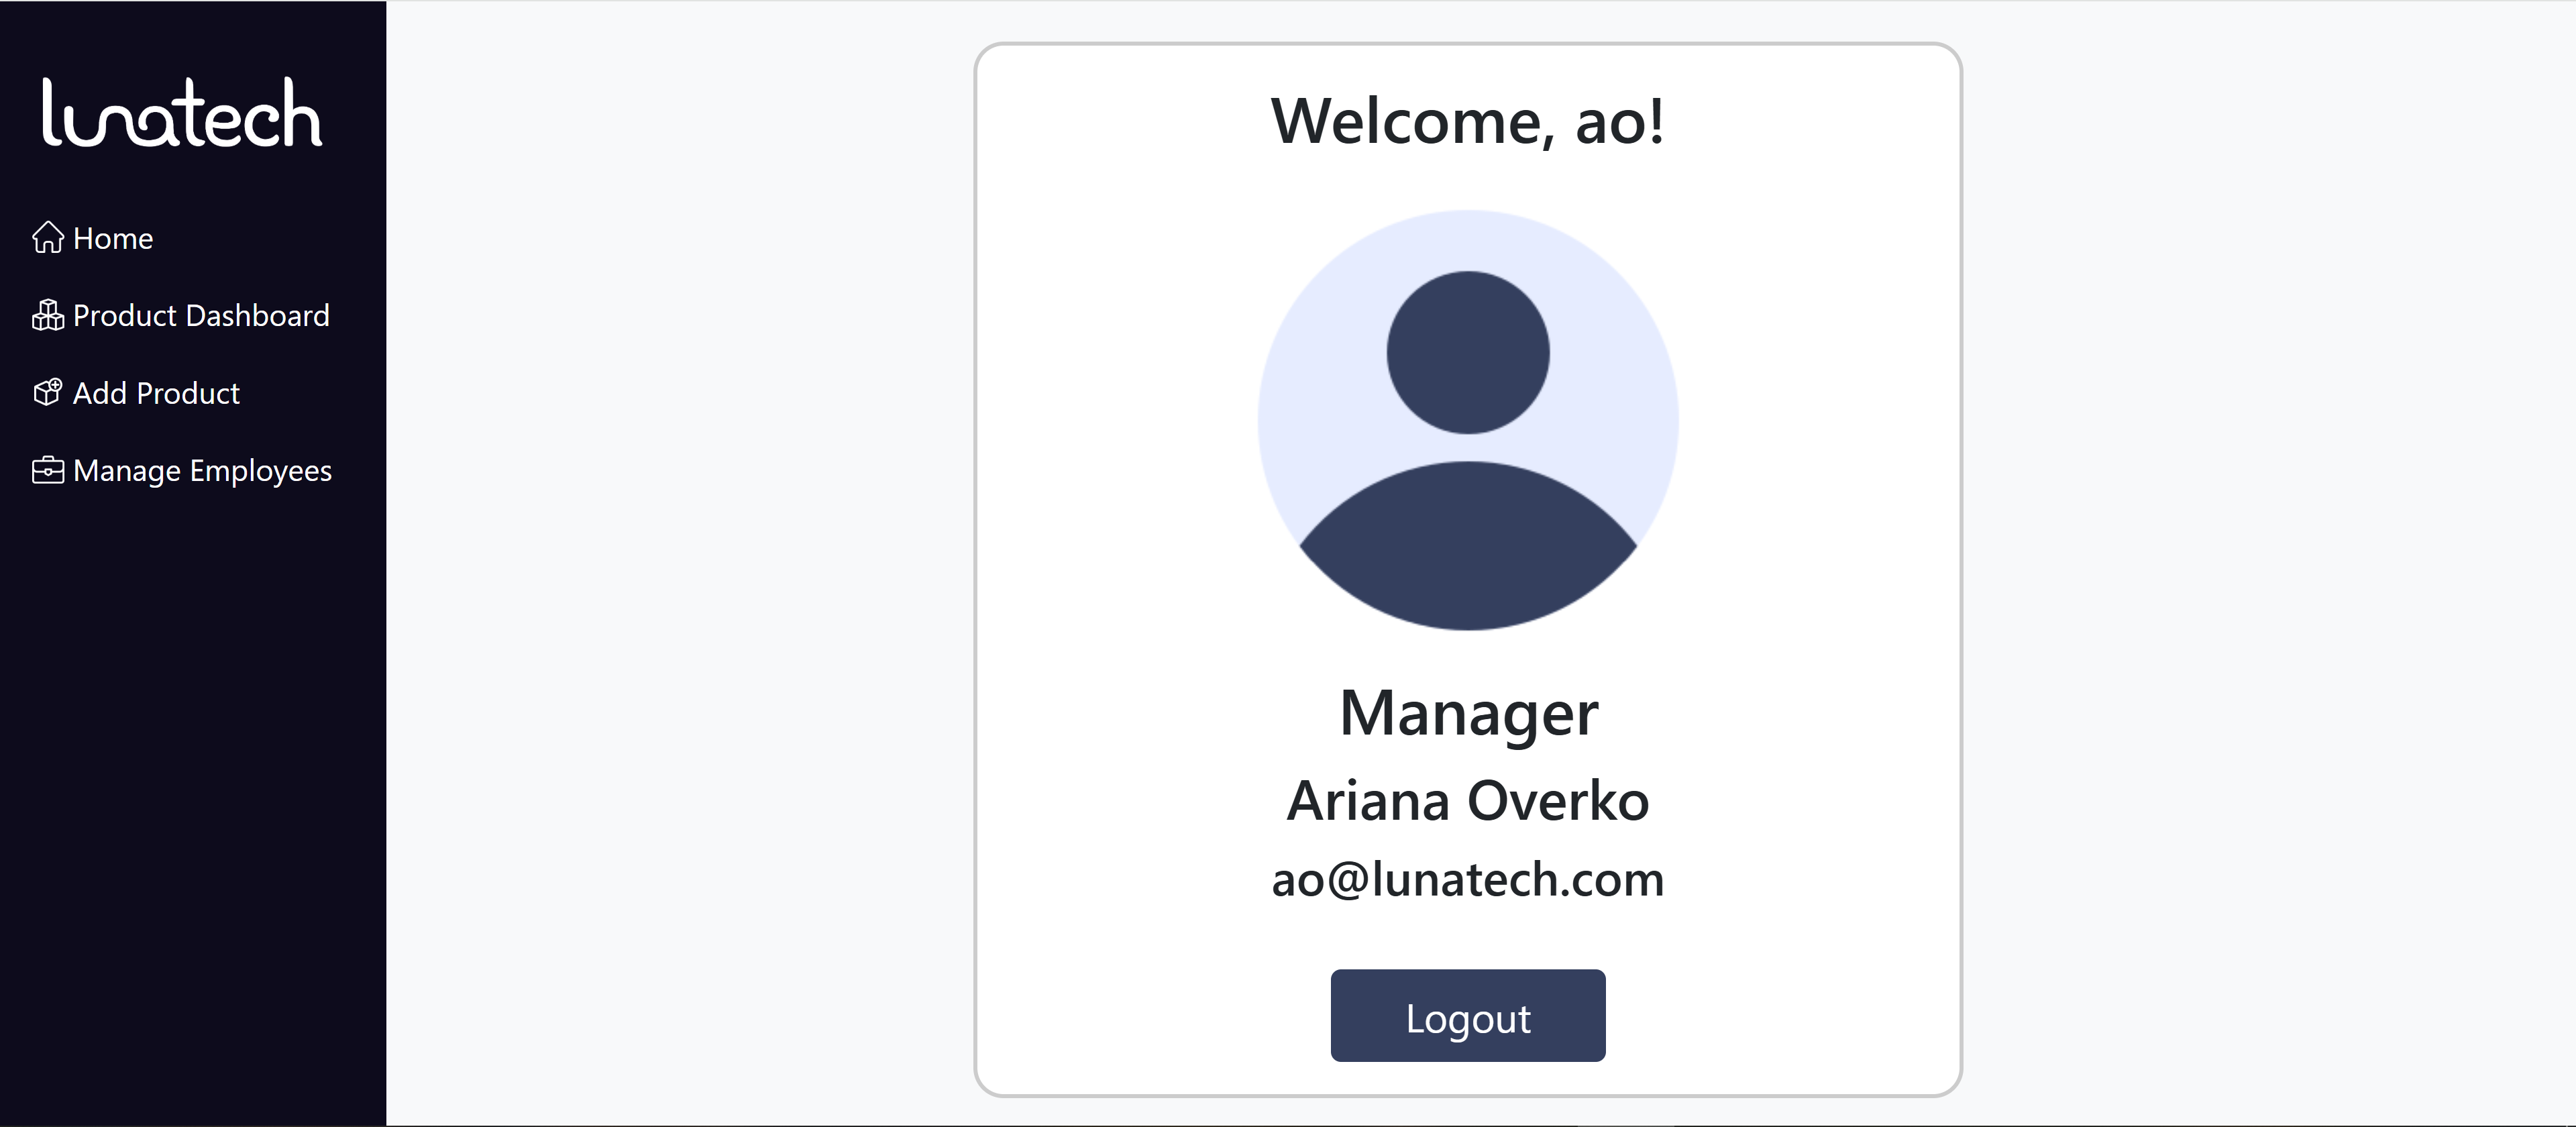 lunatech
Home
Product Dashboard
Add Product
Manage Employees
Welcome, ao!
Manager
Ariana Overko
ao@lunatech.com
Logout